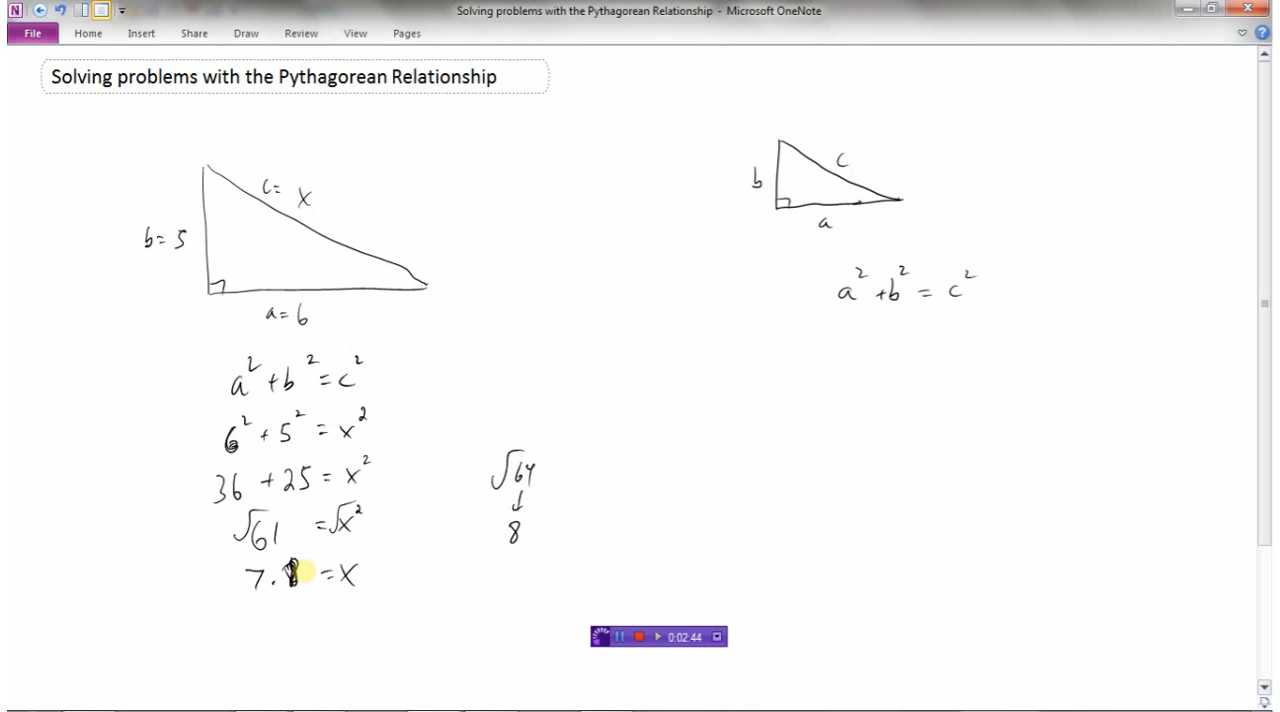 Solving problems with the Pythagorean Relationship - Microsoft OneNote
File Home Insert Share Draw Review View Pages
Solving problems with the Pythagorean Relationship
c= x
b=5
a=6
a²+b²=c²
6²+5²=x²
36+25=x²
√61=√x²
7. =x
√64
↓
8
c
b
a
a²+b²=c²
0:02:44